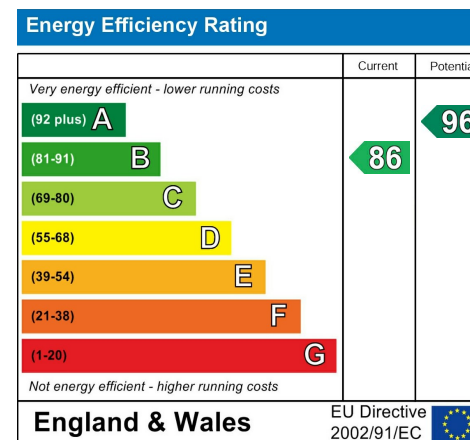 Energy Efficiency Rating
Current Potentia
Very energy efficient - lower running costs
(92 plus) A 96
(81-91) B 86
(69-80) C
(55-68) D
(39-54) E
(21-38) F
(1-20) G
Not energy efficient - higher running costs
England & Wales
EU Directive
2002/91/EC